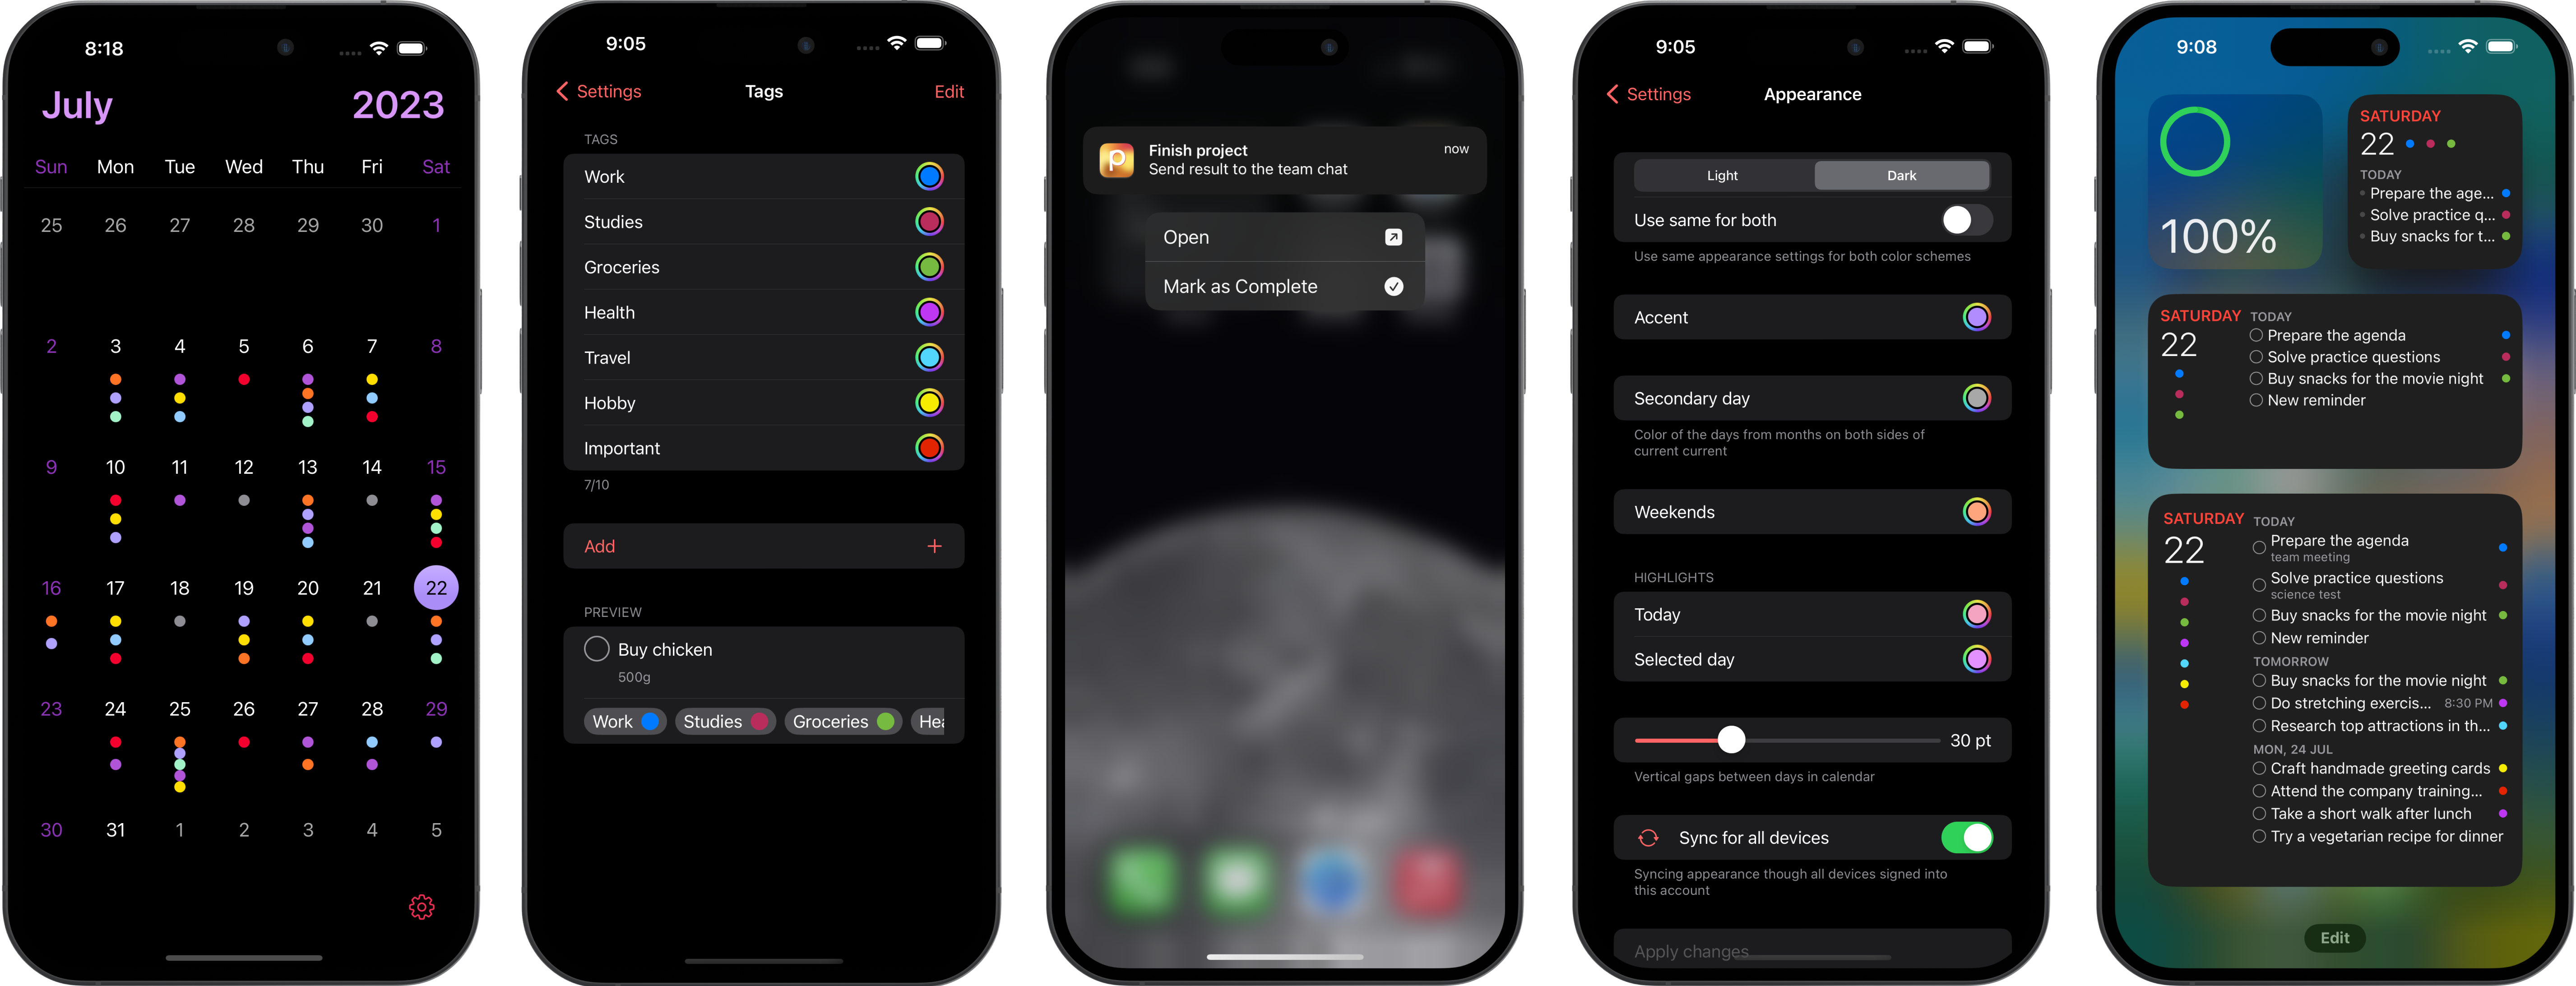 8:18
July 2023
Sun Mon Tue Wed Thu Fri Sat
25 26 27 28 29 30 1
2 3 4 5 6 7 8
9 10 11 12 13 14 15
16 17 18 19 20 21 22
23 24 25 26 27 28 29
30 31 1 2 3 4 5
9:05
Settings Tags Edit
TAGS
Work
Studies
Groceries
Health
Travel
Hobby
Important
7/10
Add +
PREVIEW
Buy chicken
500g
Work Studies Groceries Hea
P
Finish project now
Send result to the team chat
Open
Mark as Complete
9:05
Settings Appearance
Light Dark
Use same for both
Use same appearance settings for both color schemes
Accent
Secondary day
Color of the days from months on both sides of
current current
Weekends
HIGHLIGHTS
Today
Selected day
30 pt
Vertical gaps between days in calendar
Sync for all devices
Syncing appearance though all devices signed into
this account
Apply changes
9:08
100%
SATURDAY
22
TODAY
Prepare the age...
Solve practice q...
Buy snacks for t...
SATURDAY TODAY
22
Prepare the agenda
Solve practice questions
Buy snacks for the movie night
New reminder
SATURDAY TODAY
22
Prepare the agenda
team meeting
Solve practice questions
science test
Buy snacks for the movie night
New reminder
TOMORROW
Buy snacks for the movie night
Do stretching exercis... 8:30 PM
Research top attractions in th...
MON, 24 JUL
Craft handmade greeting cards
Attend the company training...
Take a short walk after lunch
Try a vegetarian recipe for dinner
Edit